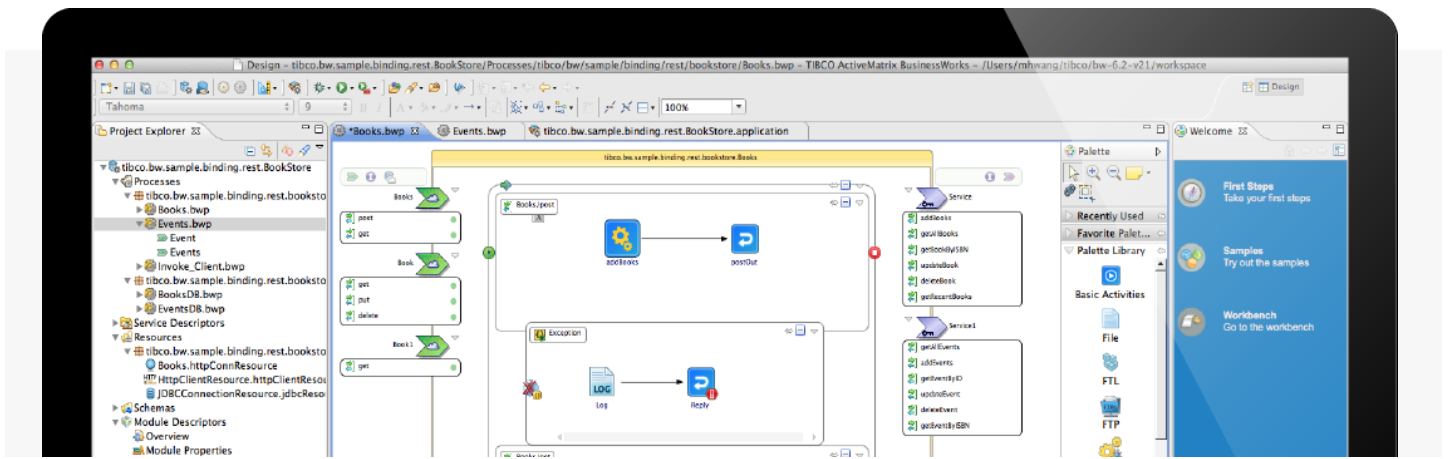 Design - tibco.bw.sample.binding.rest.BookStore/Processes/tibco/bw/sample/binding/rest/bookstore/Books.bwp - TIBCO ActiveMatrix BusinessWorks - /Users/mhwang/tibco/bw-6.2-v21/workspace
Design
Tahoma 9 100%
Project Explorer
*Books.bwp Events.bwp tibco.bw.sample.binding.rest.BookStore.application
Welcome
tibco.bw.sample.binding.rest.BookStore
Processes
tibco.bw.sample.binding.rest.booksto
Books.bwp
Events.bwp
Event
Events
Invoke_Client.bwp
tibco.bw.sample.binding.rest.booksto
BooksDB.bwp
EventsDB.bwp
Service Descriptors
Resources
tibco.bw.sample.binding.rest.booksto
Books.httpConnResource
HttpClientResource.httpClientResou
JDBCConnectionResource.jdbcReso
Schemas
Module Descriptors
Overview
Module Properties
tibco.bw.sample.binding.rest.bookstore.Books
Books
post
get
Book
get
put
delete
Book1
get
Books/post
addBooks
postOut
Exception
LOG
Log
Reply
Books/get
Service
addBooks
getAllBooks
getBookByISBN
updateBook
deleteBook
getRecentBooks
Service1
getAllEvents
addEvents
getEventByID
updateEvent
deleteEvent
getEventByISBN
Palette
Recently Used
Favorite Palet...
Palette Library
Basic Activities
File
FTL
FTP
First Steps
Take your first steps
Samples
Try out the samples
Workbench
Go to the workbench